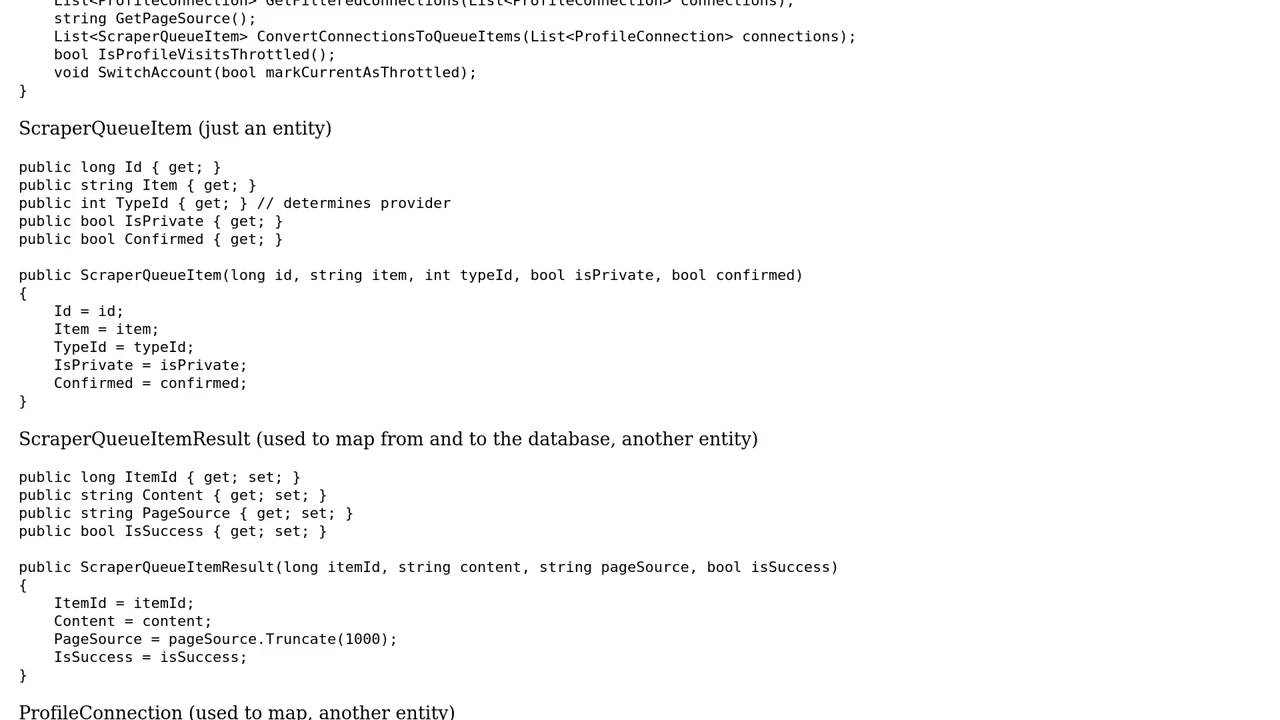 List<ProfileConnection> GetFilteredConnections(List<ProfileConnection> connections);
string GetPageSource();
List<ScraperQueueItem> ConvertConnectionsToQueueItems(List<ProfileConnection> connections);
bool IsProfileVisitsThrottled();
void SwitchAccount(bool markCurrentAsThrottled);
}
ScraperQueueItem (just an entity)
public long Id { get; }
public string Item { get; }
public int TypeId { get; } // determines provider
public bool IsPrivate { get; }
public bool Confirmed { get; }
public ScraperQueueItem(long id, string item, int typeId, bool isPrivate, bool confirmed)
{
Id = id;
Item = item;
TypeId = typeId;
IsPrivate = isPrivate;
Confirmed = confirmed;
}
ScraperQueueItemResult (used to map from and to the database, another entity)
public long ItemId { get; set; }
public string Content { get; set; }
public string PageSource { get; set; }
public bool IsSuccess { get; set; }
public ScraperQueueItemResult(long itemId, string content, string pageSource, bool isSuccess)
{
ItemId = itemId;
Content = content;
PageSource = pageSource.Truncate(1000);
IsSuccess = isSuccess;
}
ProfileConnection (used to map, another entity)